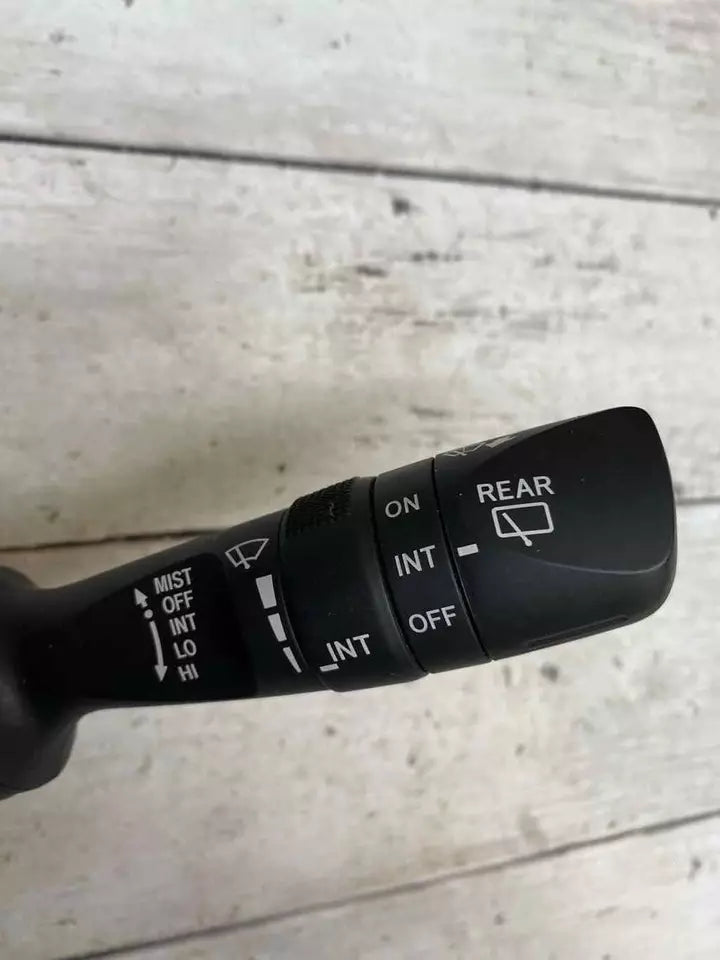 MIST
OFF
INT
LO
HI
INT
ON
INT
OFF
REAR